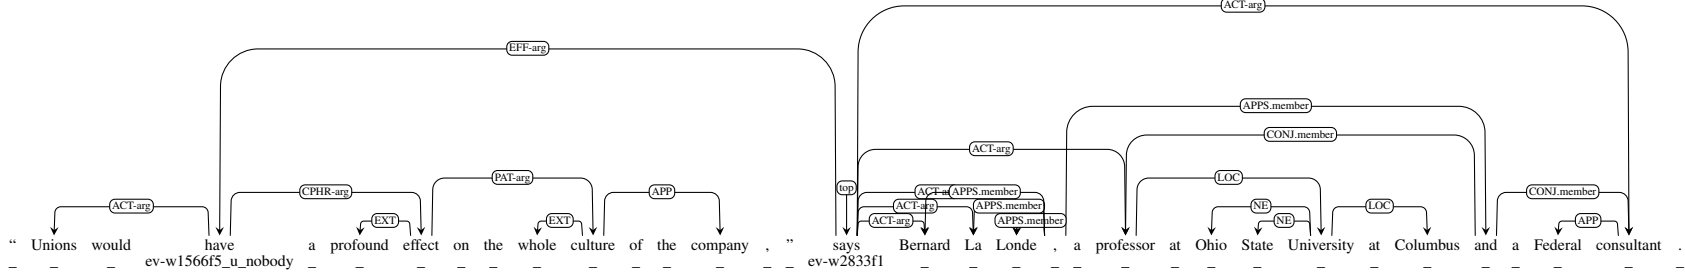 ACT-arg
EFF-arg
APPS.member
CONJ.member
ACT-arg
PAT-arg LOC
top
CPHR-arg APP APPS.member CONJ.member
ACT-arg ACT-arg APPS.member NE LOC
EXT EXT ACT-arg APPS.member NE APP
“ Unions would have a profound effect on the whole culture of the company , ” says Bernard La Londe , a professor at Ohio State University at Columbus and a Federal consultant .
_ _ _ ev-w1566f5_u_nobody _ _ _ _ _ _ _ _ _ _ _ _ ev-w2833f1 _ _ _ _ _ _ _ _ _ _ _ _ _ _ _ _ _